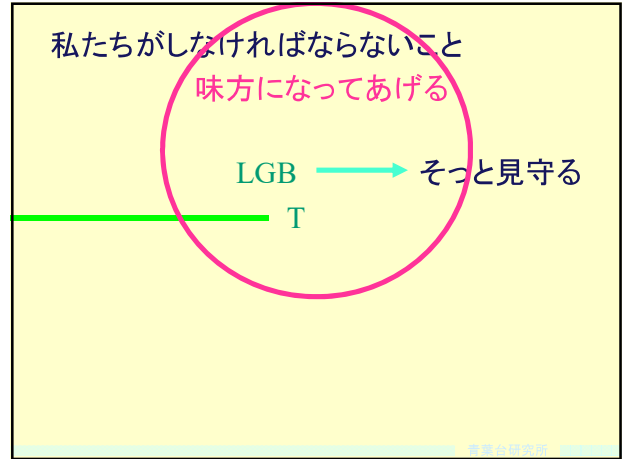 私たちがしなければならないこと
味方になってあげる
LGB
そっと見守る
T
青葉台研究所